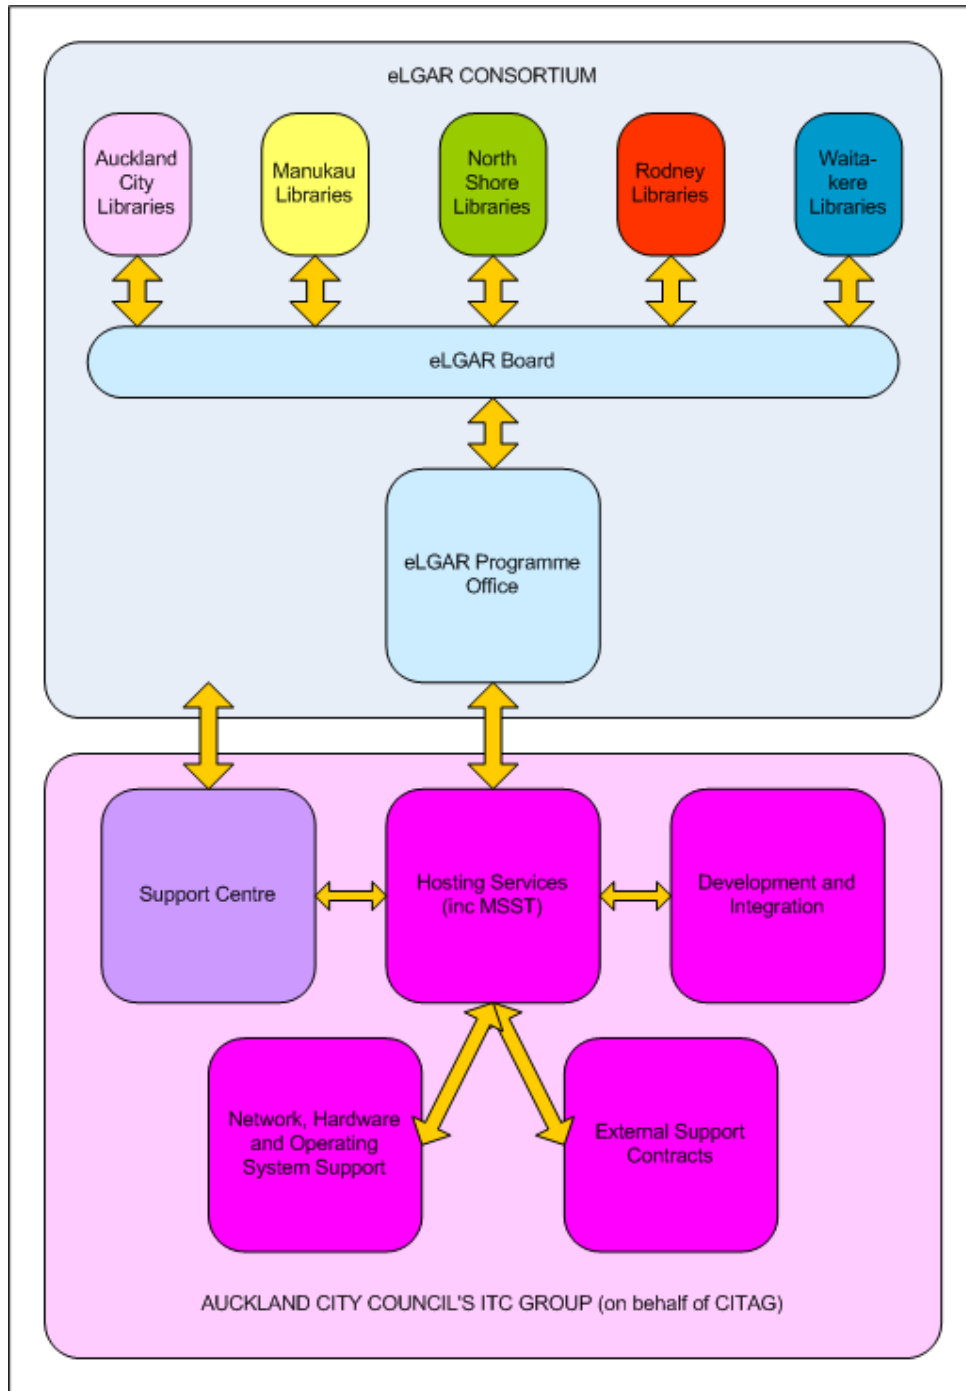 eLGAR CONSORTIUM
Auckland
City
Libraries
Manukau
Libraries
North
Shore
Libraries
Rodney
Libraries
Waita-
kere
Libraries
eLGAR Board
eLGAR Programme
Office
Support Centre
Hosting Services
(inc MSST)
Development and
Integration
Network, Hardware
and Operating
System Support
External Support
Contracts
AUCKLAND CITY COUNCIL'S ITC GROUP (on behalf of CITAG)